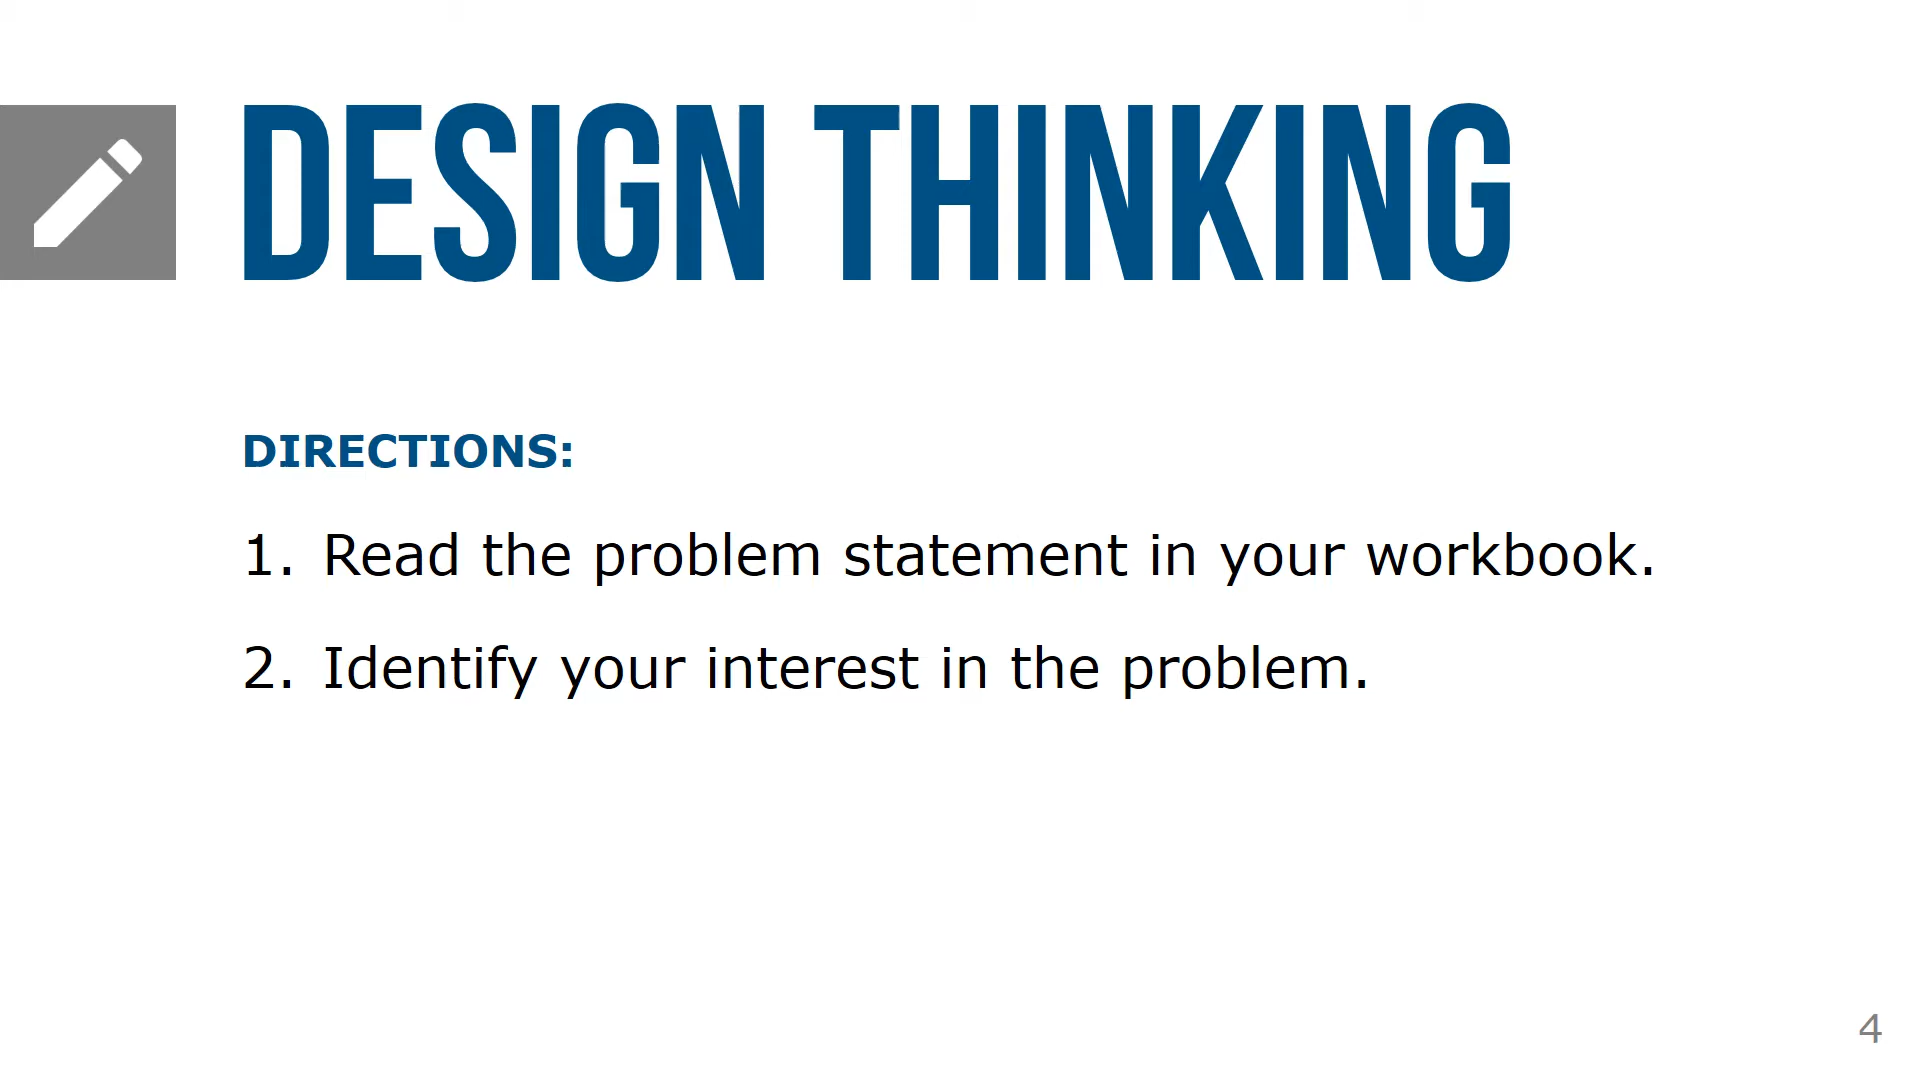 DESIGN THINKING
DIRECTIONS:
1. Read the problem statement in your workbook.
2. Identify your interest in the problem.
4